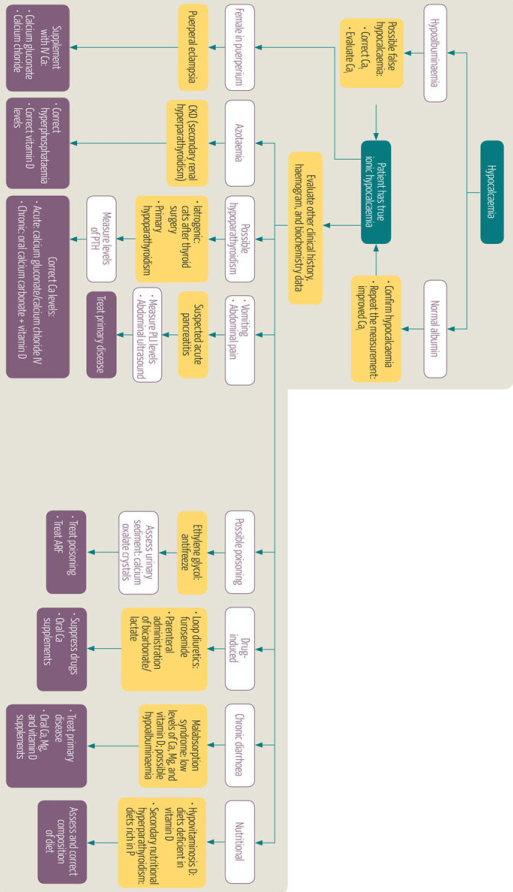 Hypocalcaemia
Hypoalbuminaemia
Normal albumin
Possible false
hypocalcaemia:
• Correct Caᵢ
• Evaluate Caᵢ
Patient has true
ionic hypocalcaemia
• Confirm hypocalcaemia
• Repeat the measurement:
improved Caᵢ
Evaluate other clinical history,
haemogram, and biochemistry data
Female in puerperium
Azotaemia
Possible
hypoparathyroidism
• Vomiting
• Abdominal pain
Possible poisoning
Drug-
induced
Chronic diarrhoea
Nutritional
Puerperal eclampsia
CKD (secondary renal
hyperparathyroidism)
• Iatrogenic:
cats after thyroid
surgery
• Primary
hypoparathyroidism
Suspected acute
pancreatitis
Ethylene glycol:
antifreeze
• Loop diuretics:
furosemide
• Parenteral
administration
of bicarbonate/
lactate
Malabsorption
syndrome: low
levels of Ca, Mg, and
vitamin D; possible
hypoalbuminaemia
• Hypovitaminosis D:
diets deficient in
vitamin D
• Secondary nutritional
hyperparathyroidism:
diets rich in P
Measure levels
of PTH
• Measure PLI levels
• Abdominal ultrasound
Assess urinary
sediment: calcium
oxalate crystals
Supplement
with IV Ca:
• Calcium gluconate
• Calcium chloride
• Correct
hyperphosphataemia
• Correct vitamin D
levels
Correct Ca levels:
• Acute: calcium gluconate/calcium chloride IV
• Chronic: oral calcium carbonate + vitamin D
Treat primary disease
• Treat poisoning
• Treat ARF
• Suppress drugs
• Oral Ca
supplements
• Treat primary
disease
• Oral Ca, Mg,
and vitamin D
supplements
Assess and correct
composition
of diet